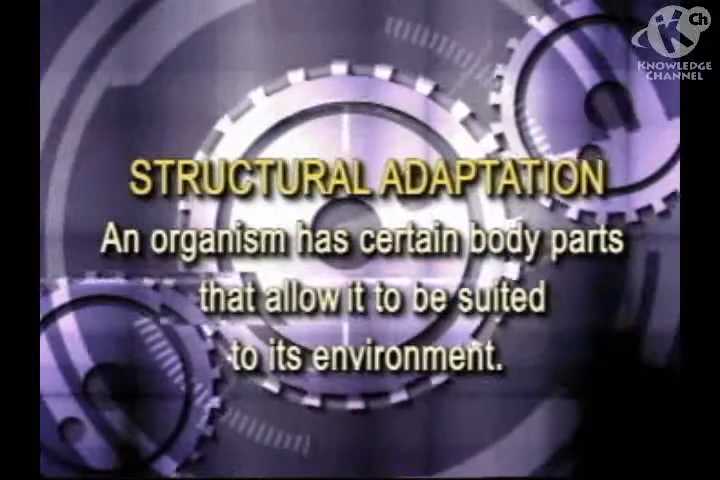 K Ch
KNOWLEDGE
CHANNEL
STRUCTURAL ADAPTATION
An organism has certain body parts
that allow it to be suited
to its environment.